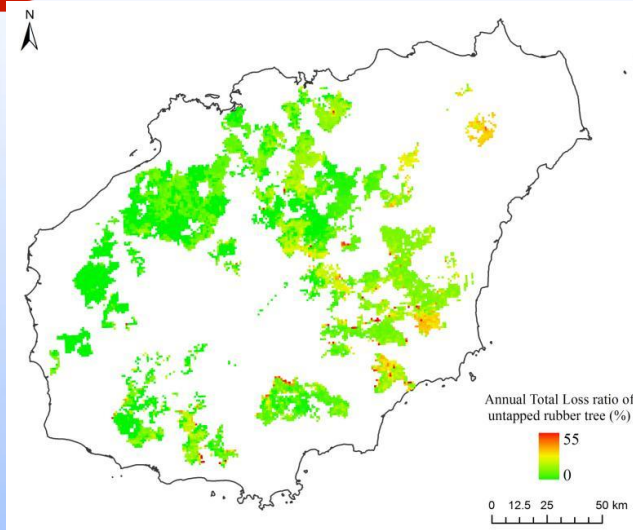 N
Annual Total Loss ratio of
untapped rubber tree (%)
55
0
0 12.5 25 50 km